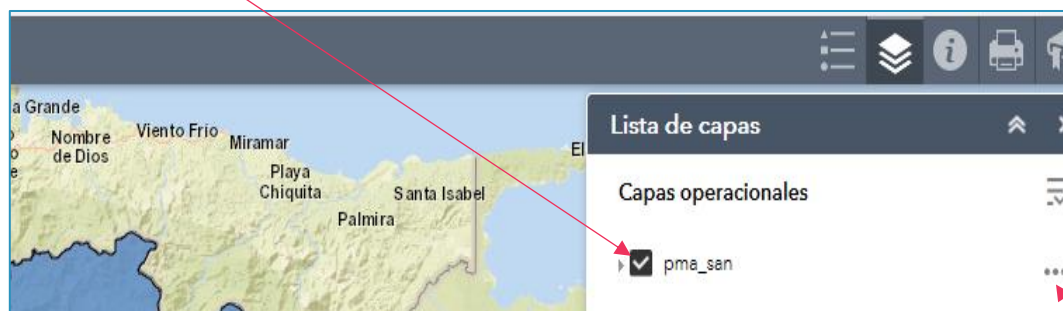 a Grande
Nombre
de Dios
Viento Frío
Miramar
Playa
Chiquita
Santa Isabel
Palmira
El
Lista de capas
Capas operacionales
pma_san